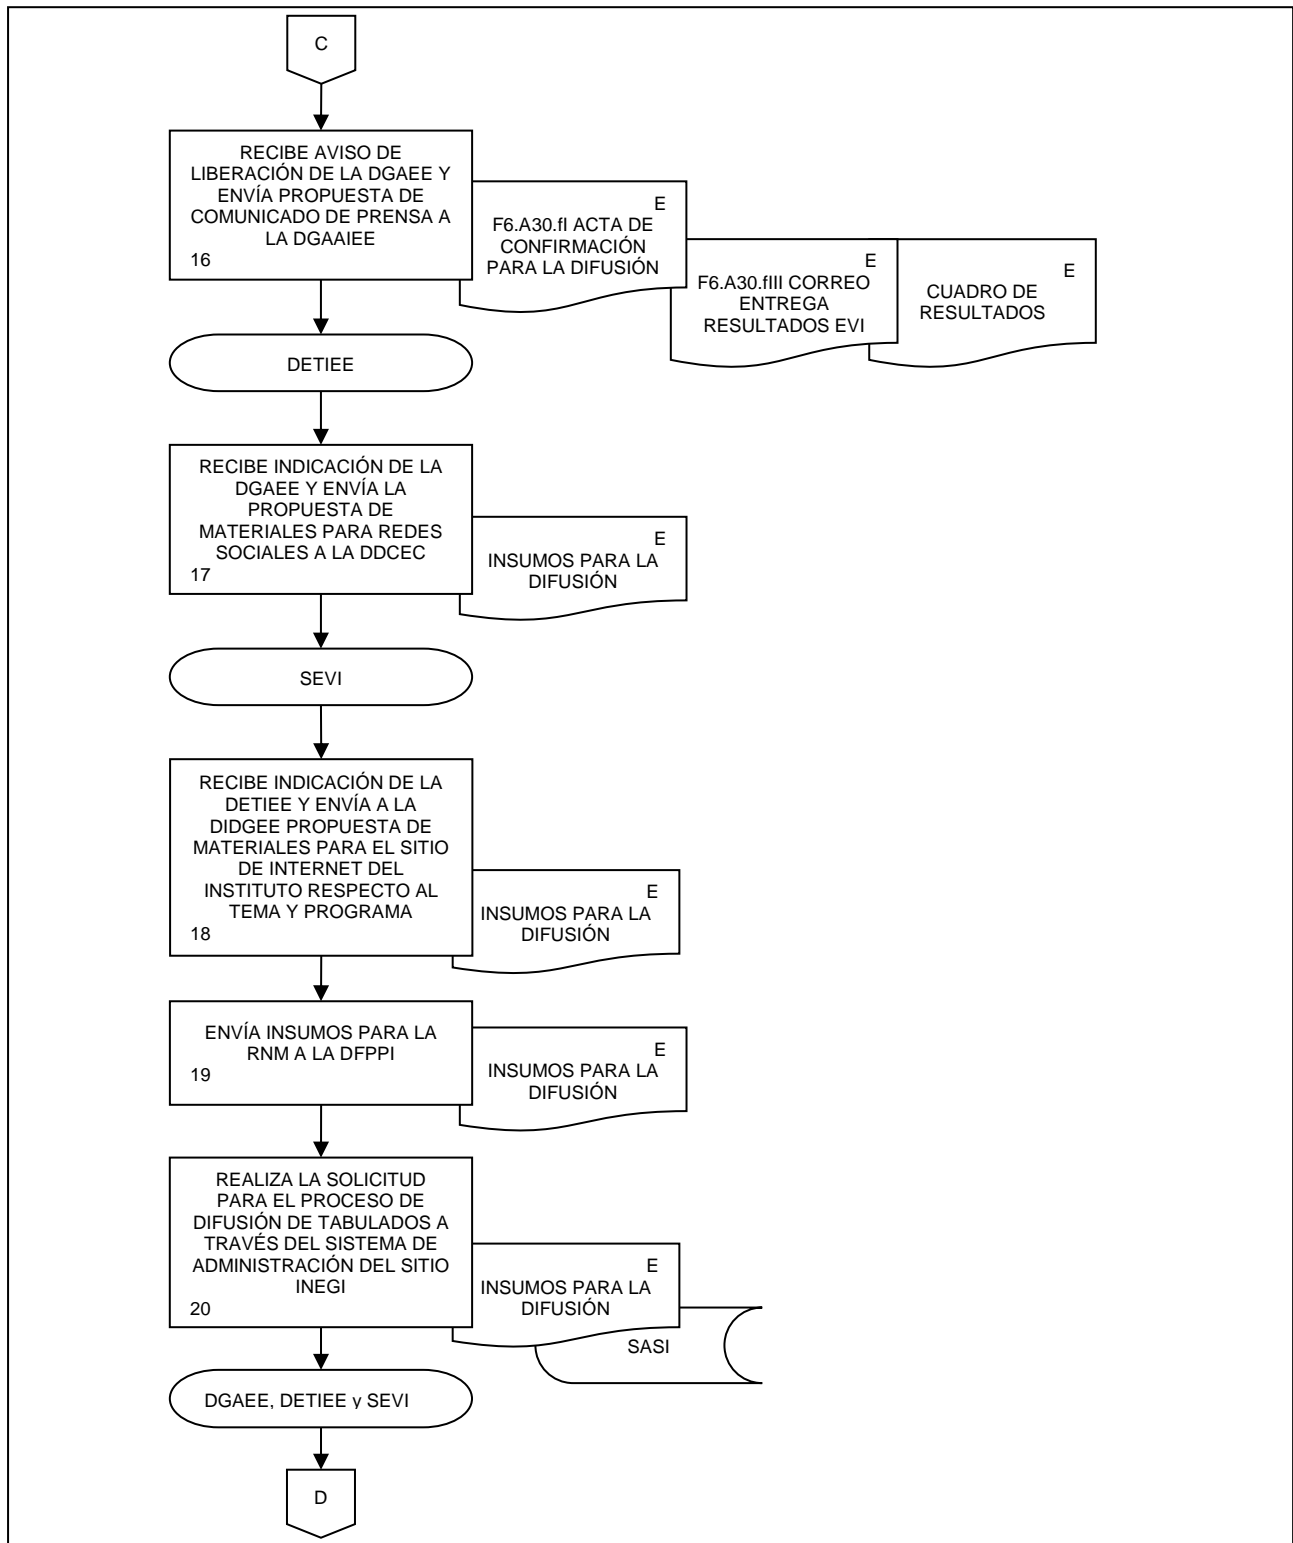 C
RECIBE AVISO DE
LIBERACIÓN DE LA DGAEE Y
ENVÍA PROPUESTA DE
COMUNICADO DE PRENSA A
LA DGAAIEE
16
E
F6.A30.fI ACTA DE
CONFIRMACIÓN
PARA LA DIFUSIÓN
E
F6.A30.fIII CORREO
ENTREGA
RESULTADOS EVI
E
CUADRO DE
RESULTADOS
DETIEE
RECIBE INDICACIÓN DE LA
DGAEE Y ENVÍA LA
PROPUESTA DE
MATERIALES PARA REDES
SOCIALES A LA DDCEC
17
E
INSUMOS PARA LA
DIFUSIÓN
SEVI
RECIBE INDICACIÓN DE LA
DETIEE Y ENVÍA A LA
DIDGEE PROPUESTA DE
MATERIALES PARA EL SITIO
DE INTERNET DEL
INSTITUTO RESPECTO AL
TEMA Y PROGRAMA
18
E
INSUMOS PARA LA
DIFUSIÓN
ENVÍA INSUMOS PARA LA
RNM A LA DFPPI
19
E
INSUMOS PARA LA
DIFUSIÓN
REALIZA LA SOLICITUD
PARA EL PROCESO DE
DIFUSIÓN DE TABULADOS A
TRAVÉS DEL SISTEMA DE
ADMINISTRACIÓN DEL SITIO
INEGI
20
E
INSUMOS PARA LA
DIFUSIÓN
SASI
DGAEE, DETIEE y SEVI
D